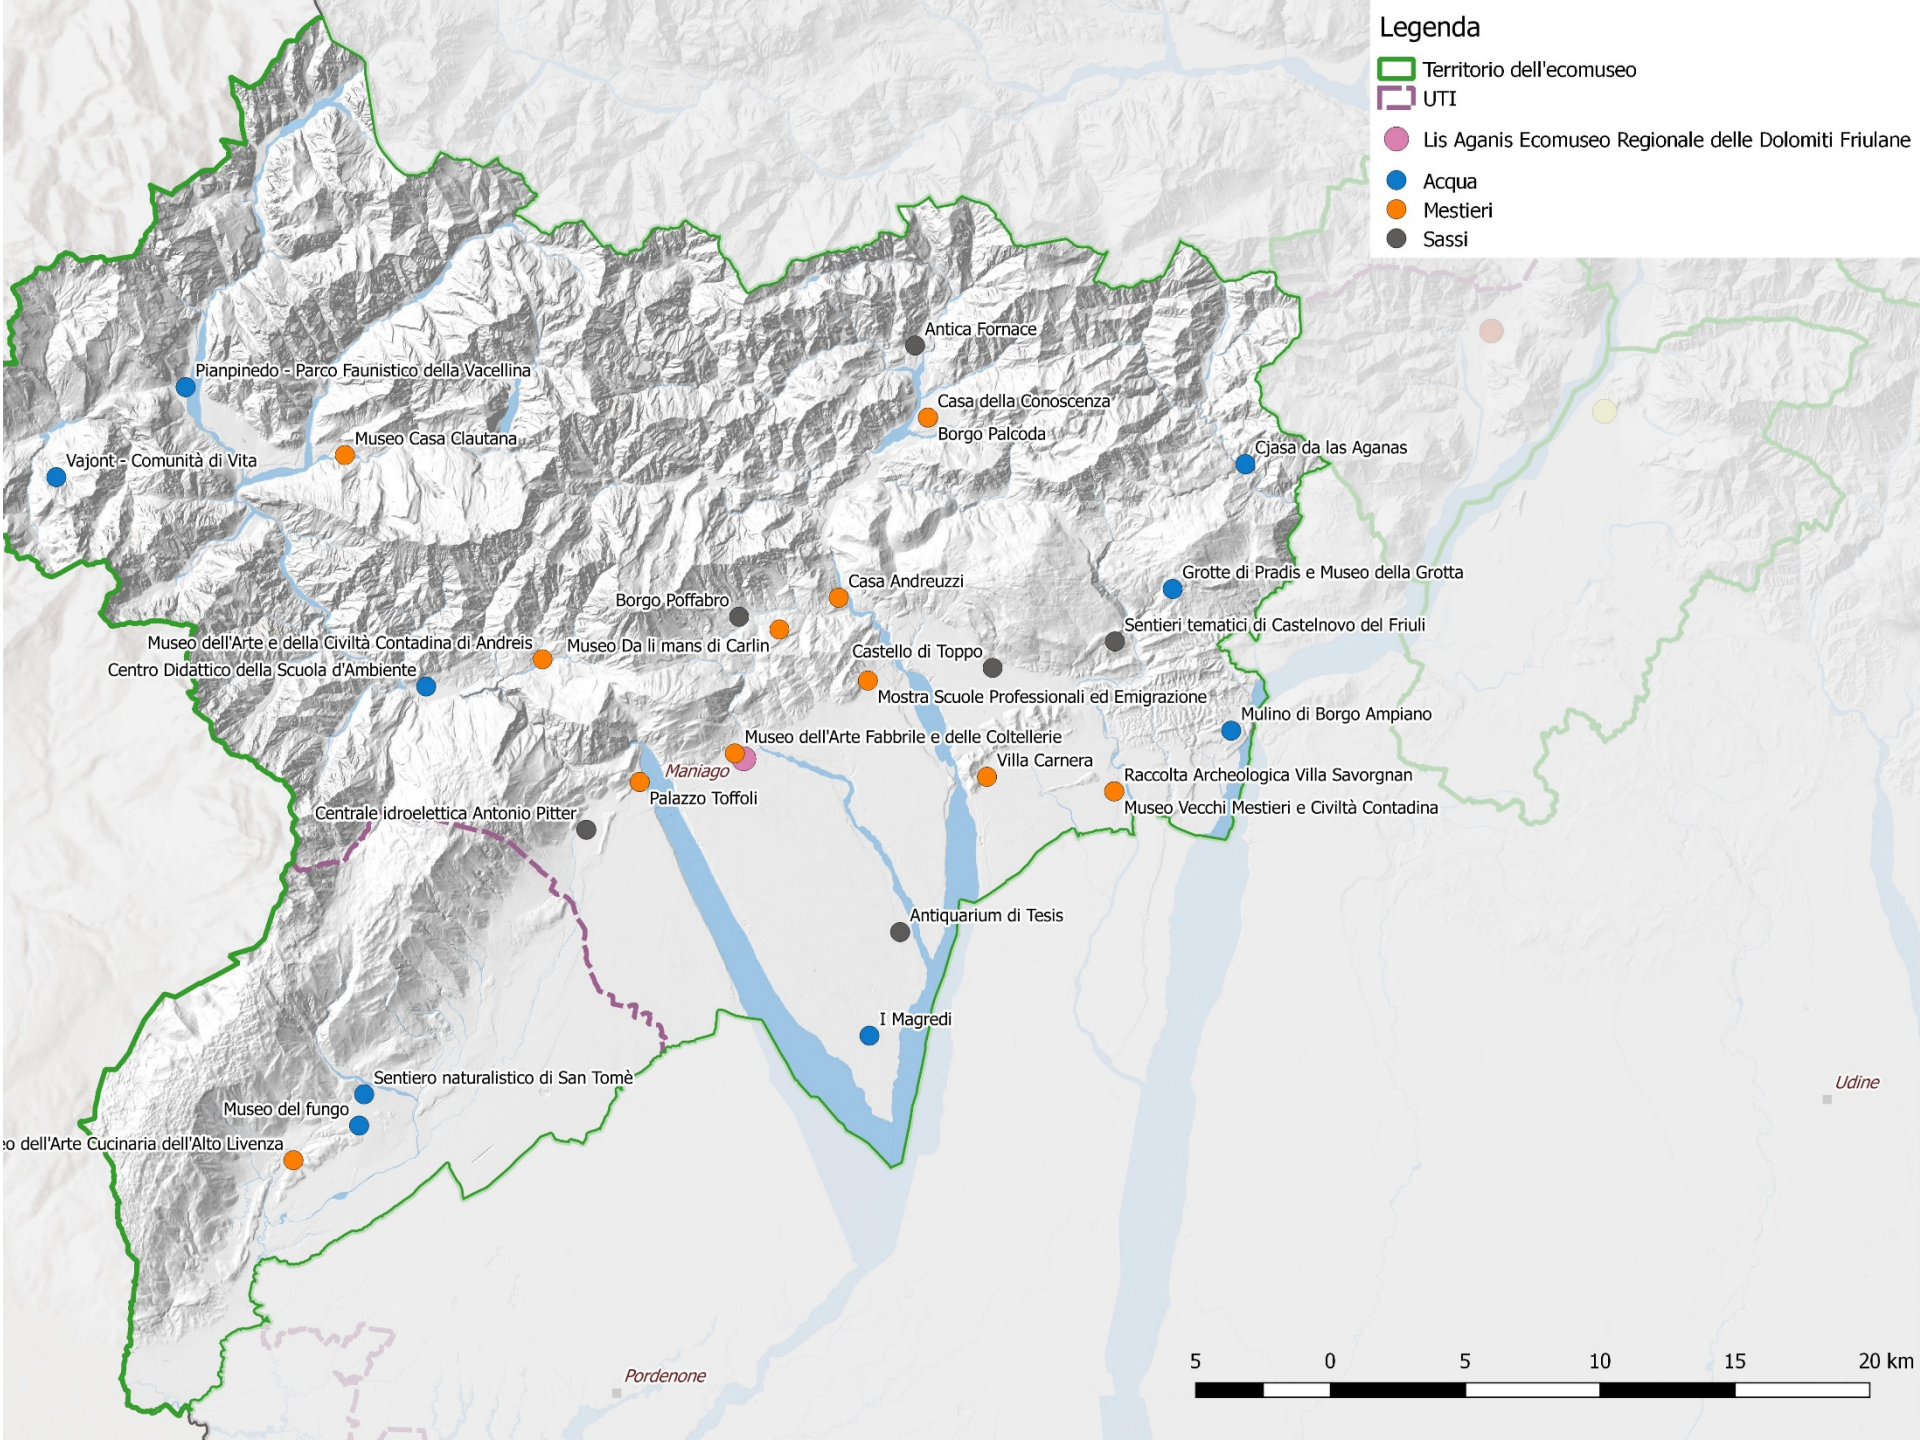 Legenda
Territorio dell'ecomuseo
UTI
Lis Aganis Ecomuseo Regionale delle Dolomiti Friulane
Acqua
Mestieri
Sassi
Antica Fornace
Pianpinedo - Parco Faunistico della Vacellina
Casa della Conoscenza
Borgo Palcoda
Museo Casa Clautana
Cjasa da las Aganas
Vajont - Comunità di Vita
Grotte di Pradis e Museo della Grotta
Casa Andreuzzi
Borgo Poffabro
Sentieri tematici di Castelnovo del Friuli
Museo dell'Arte e della Civiltà Contadina di Andreis
Museo Da li mans di Carlin
Castello di Toppo
Centro Didattico della Scuola d'Ambiente
Mostra Scuole Professionali ed Emigrazione
Mulino di Borgo Ampiano
Museo dell'Arte Fabbrile e delle Coltellerie
Villa Carnera
Maniago
Raccolta Archeologica Villa Savorgnan
Palazzo Toffoli
Museo Vecchi Mestieri e Civiltà Contadina
Centrale idroelettica Antonio Pitter
Antiquarium di Tesis
I Magredi
Sentiero naturalistico di San Tomè
Udine
Museo del fungo
eo dell'Arte Cucinaria dell'Alto Livenza
Pordenone
5 0 5 10 15 20 km